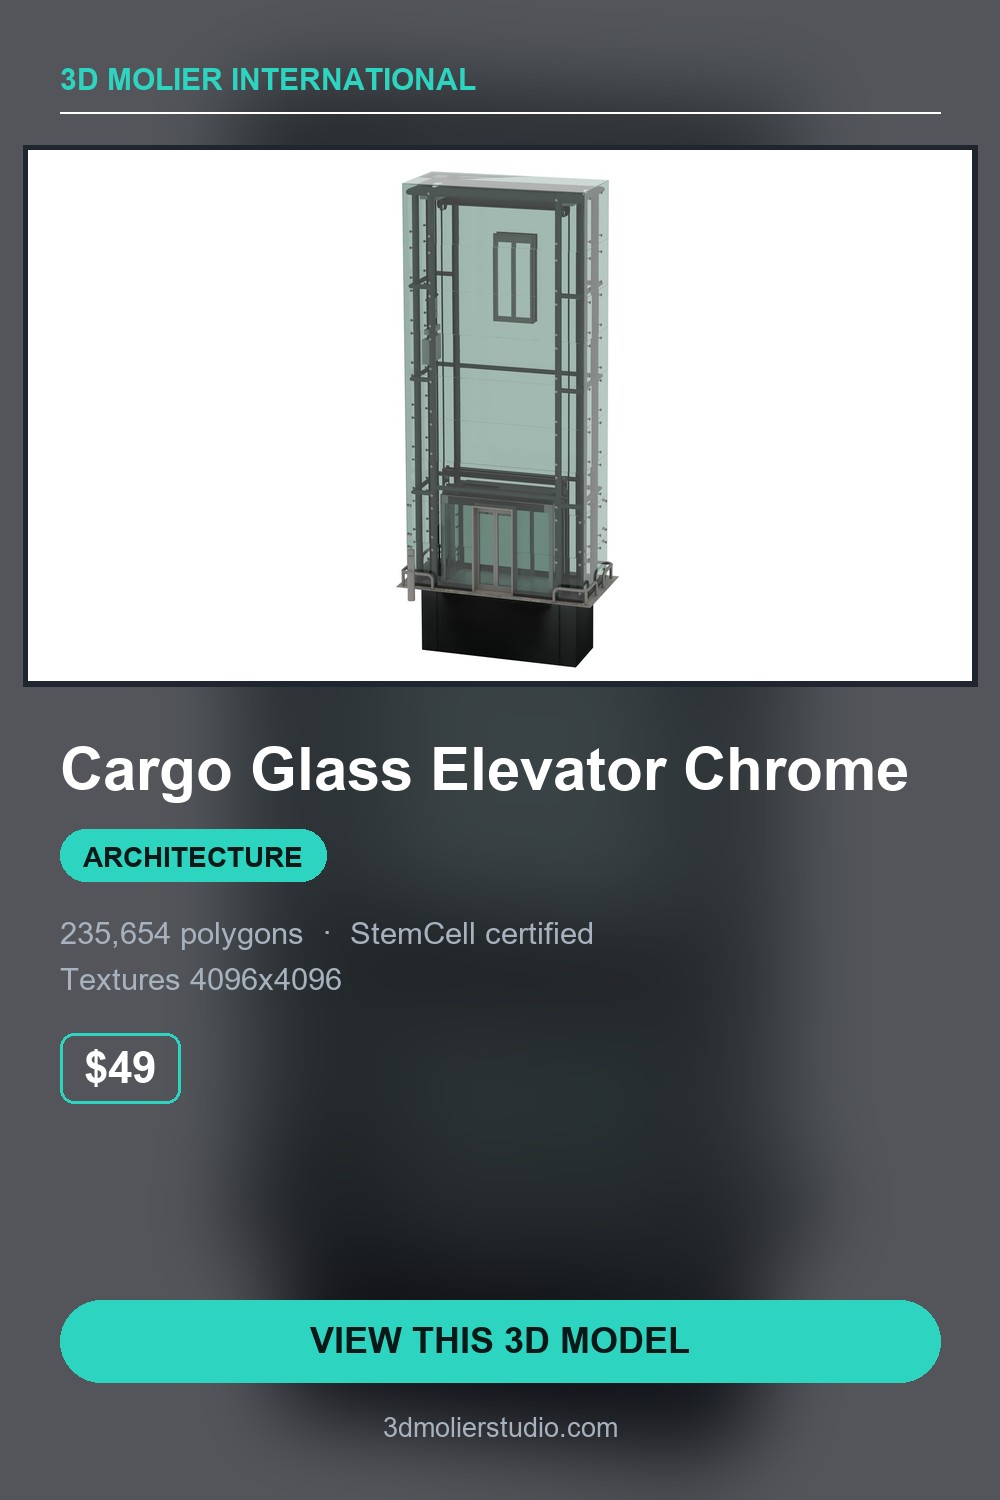 3D MOLIER INTERNATIONAL
Cargo Glass Elevator Chrome
ARCHITECTURE
235,654 polygons · StemCell certified
Textures 4096x4096
$49
VIEW THIS 3D MODEL
3dmolierstudio.com